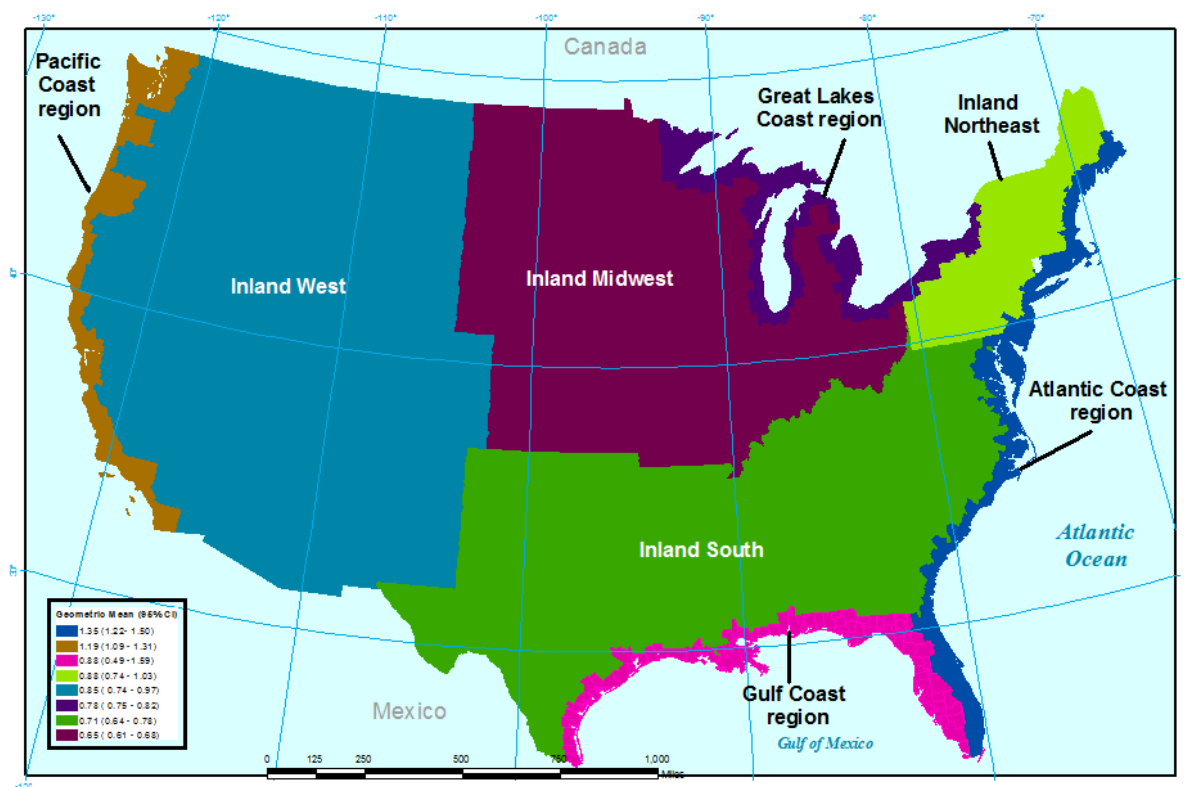 -130°
-120°
-110°
-100°
-90°
-80°
-70°
Canada
Pacific
Coast
region
Great Lakes
Coast region
Inland
Northeast
Inland West
Inland Midwest
Atlantic Coast
region
Atlantic
Ocean
Inland South
Geometric Mean (95%CI)
1.35 (1.22- 1.50)
1.19 (1.09 - 1.31)
0.88 (0.49 -1.59)
0.88 (0.74 - 1.03)
0.85 ( 0.74 - 0.97)
0.78 ( 0.75 - 0.82)
0.71 (0.64 - 0.78)
0.65 ( 0.61 - 0.68)
Gulf Coast
region
Mexico
Gulf of Mexico
0 125 250 500 750 1,000
Miles